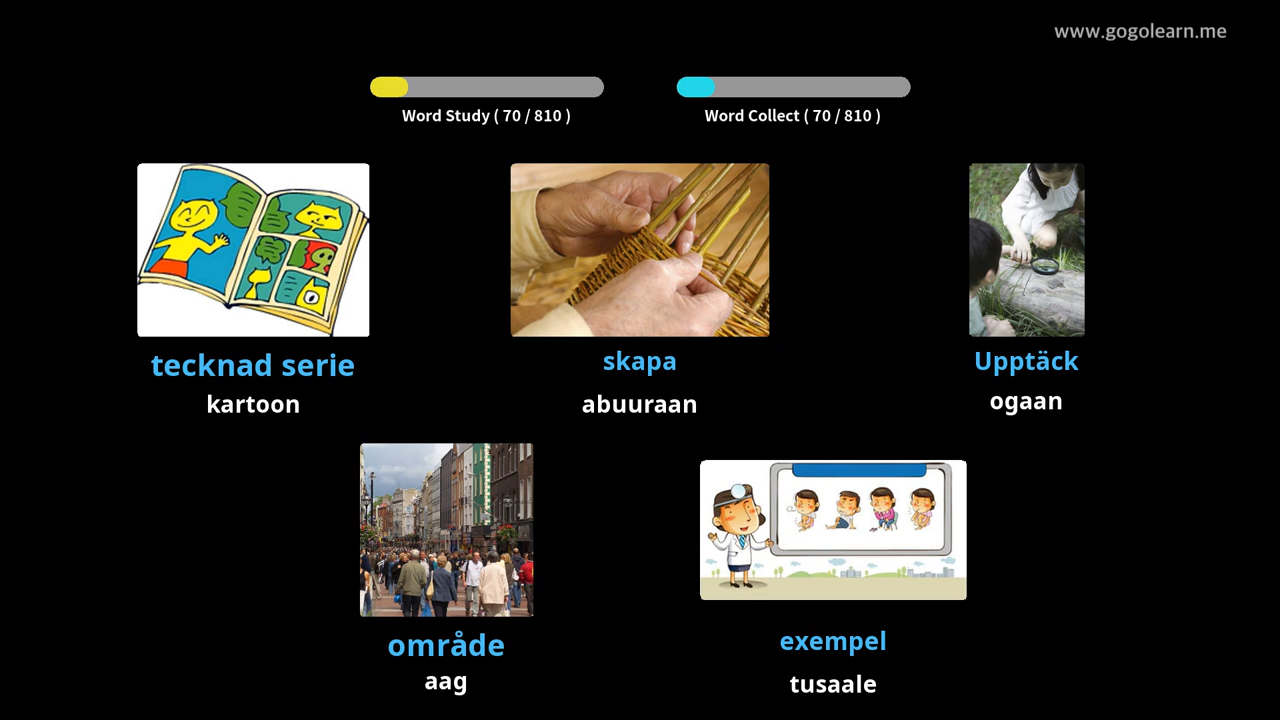 www.gogolearn.me
Word Study ( 70 / 810 )
Word Collect ( 70 / 810 )
tecknad serie
kartoon
skapa
abuuraan
Upptäck
ogaan
område
aag
exempel
tusaale